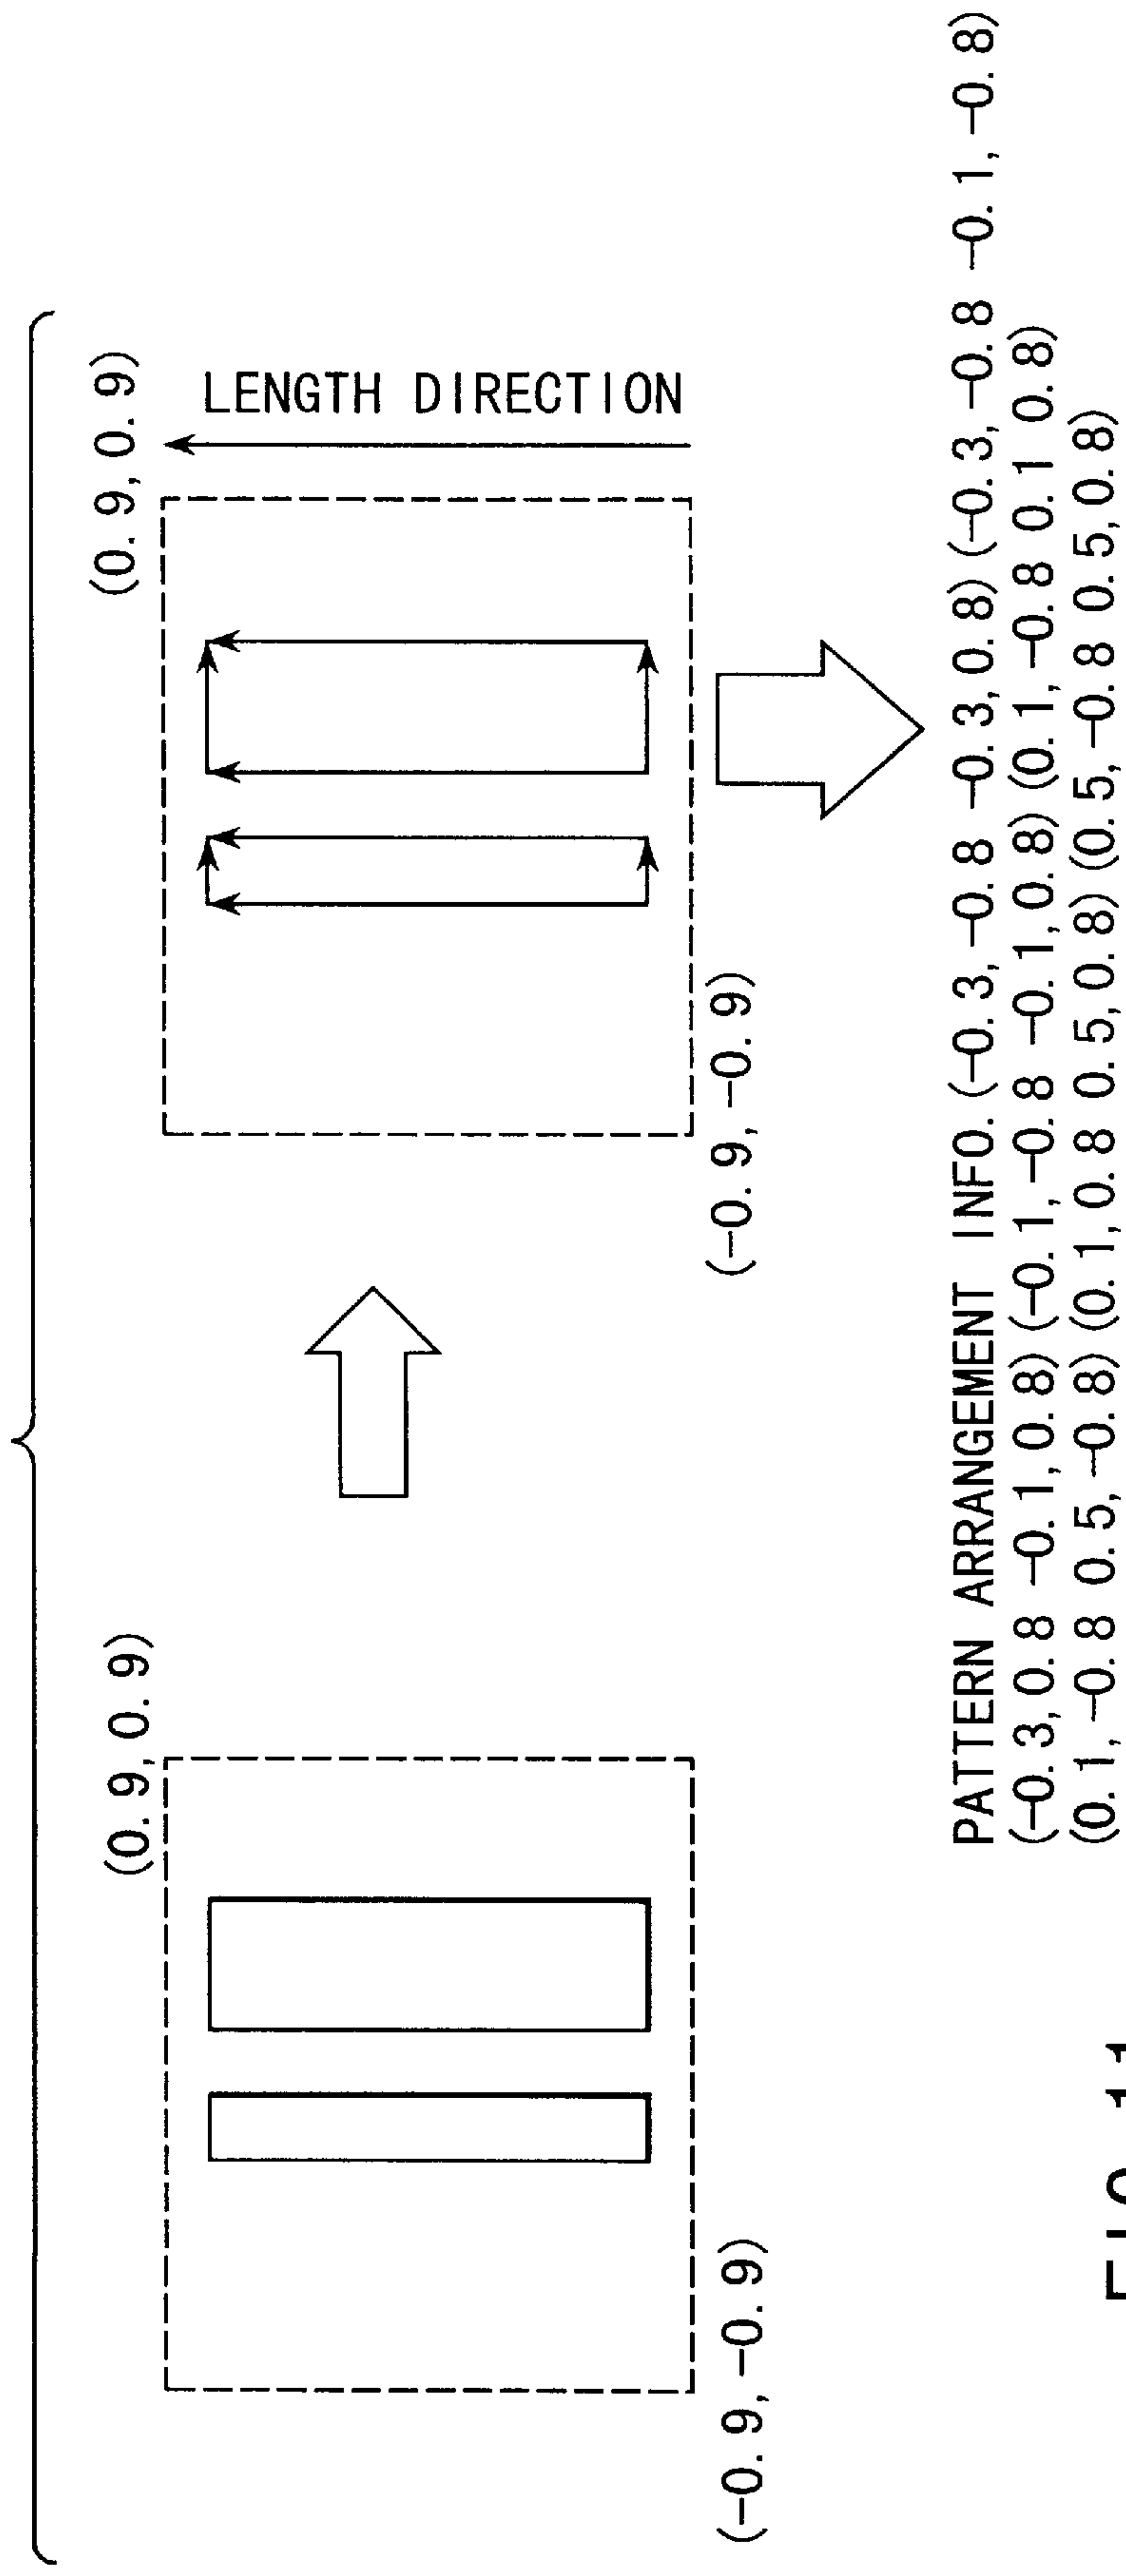 (0.9, 0.9)
(-0.9, -0.9)
(0.9, 0.9)
LENGTH DIRECTION
(-0.9, -0.9)
PATTERN ARRANGEMENT INFO. (-0.3, -0.8 -0.3, 0.8) (-0.3, -0.8 -0.1, -0.8)
(-0.3, 0.8 -0.1, 0.8) (-0.1, -0.8 -0.1, 0.8) (0.1, -0.8 0.1 0.8)
(0.1, -0.8 0.5, -0.8) (0.1, 0.8 0.5, 0.8) (0.5, -0.8 0.5, 0.8)